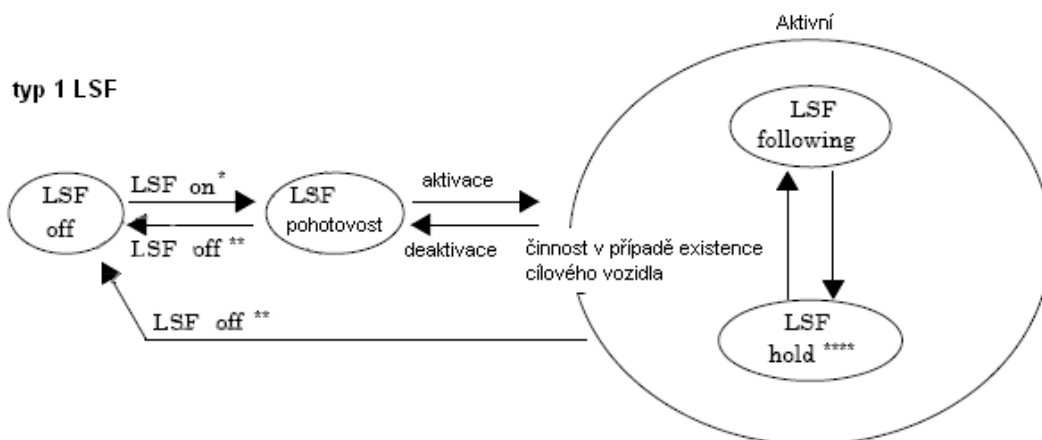 Aktivní
typ 1 LSF
LSF
following
LSF
off
LSF on*
LSF off **
LSF
pohotovost
aktivace
deaktivace
činnost v případě existence
cílového vozidla
LSF off **
LSF
hold ****